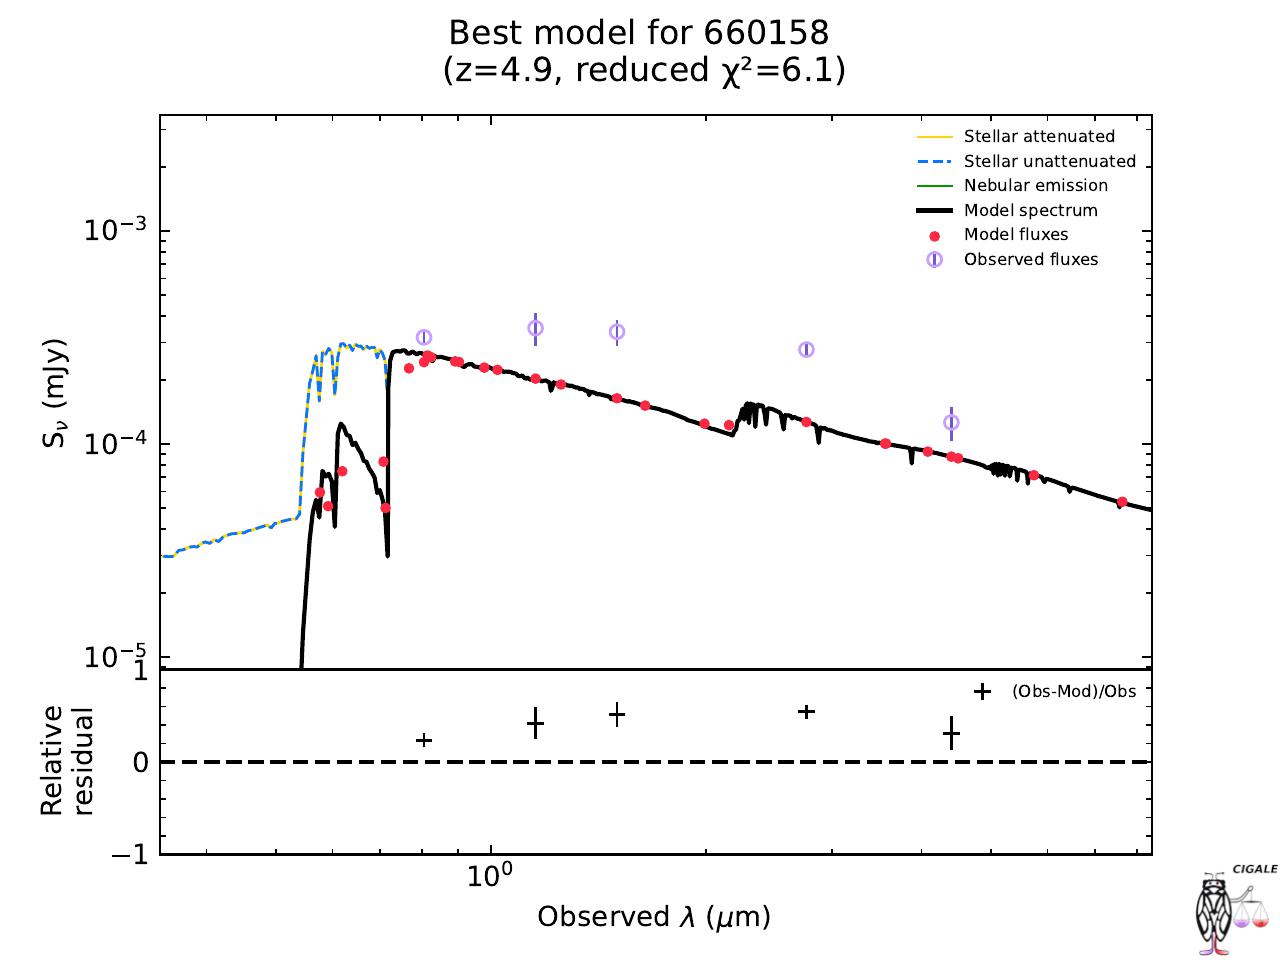 Best model for 660158
(z=4.9, reduced χ²=6.1)
10⁻³
10⁻⁴
10⁻⁵
S𝜈 (mJy)
Stellar attenuated
Stellar unattenuated
Nebular emission
Model spectrum
Model fluxes
Observed fluxes
1
0
−1
Relative
residual
(Obs-Mod)/Obs
10⁰
Observed λ (μm)
CIGALE